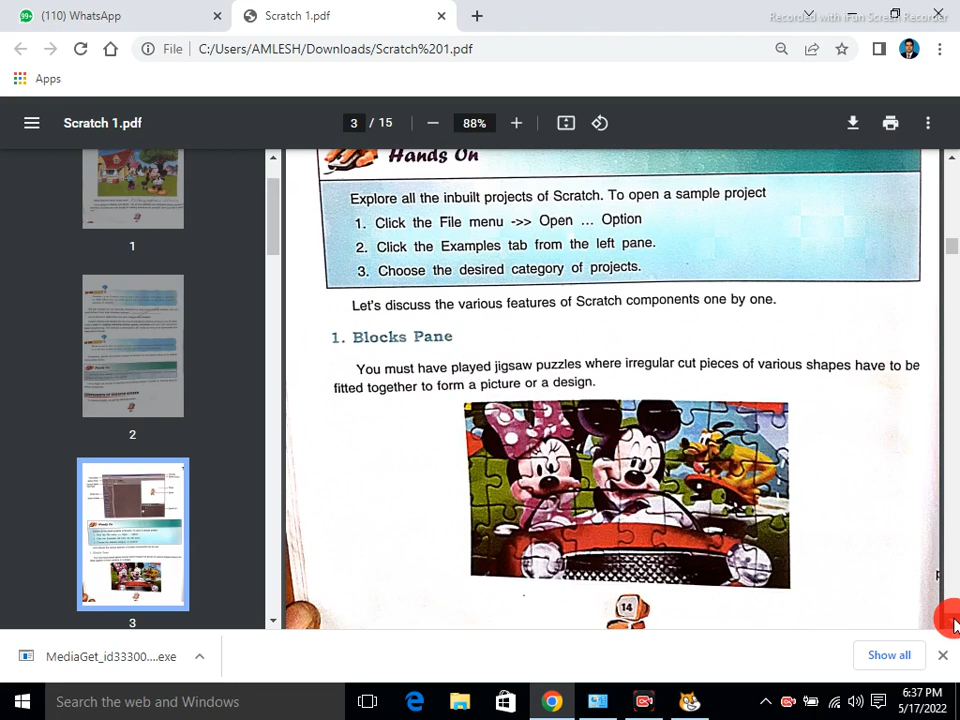 (110) WhatsApp
Scratch 1.pdf
Recorded with iFun Screen Recorder
File
C:/Users/AMLESH/Downloads/Scratch%201.pdf
Apps
Scratch 1.pdf
3 / 15
88%
1
2
3
Hands On
Explore all the inbuilt projects of Scratch. To open a sample project
1. Click the File menu ->> Open ... Option
2. Click the Examples tab from the left pane.
3. Choose the desired category of projects.
Let's discuss the various features of Scratch components one by one.
1. Blocks Pane
You must have played jigsaw puzzles where irregular cut pieces of various shapes have to be
fitted together to form a picture or a design.
14
MediaGet_id33300....exe
Show all
Search the web and Windows
6:37 PM
5/17/2022